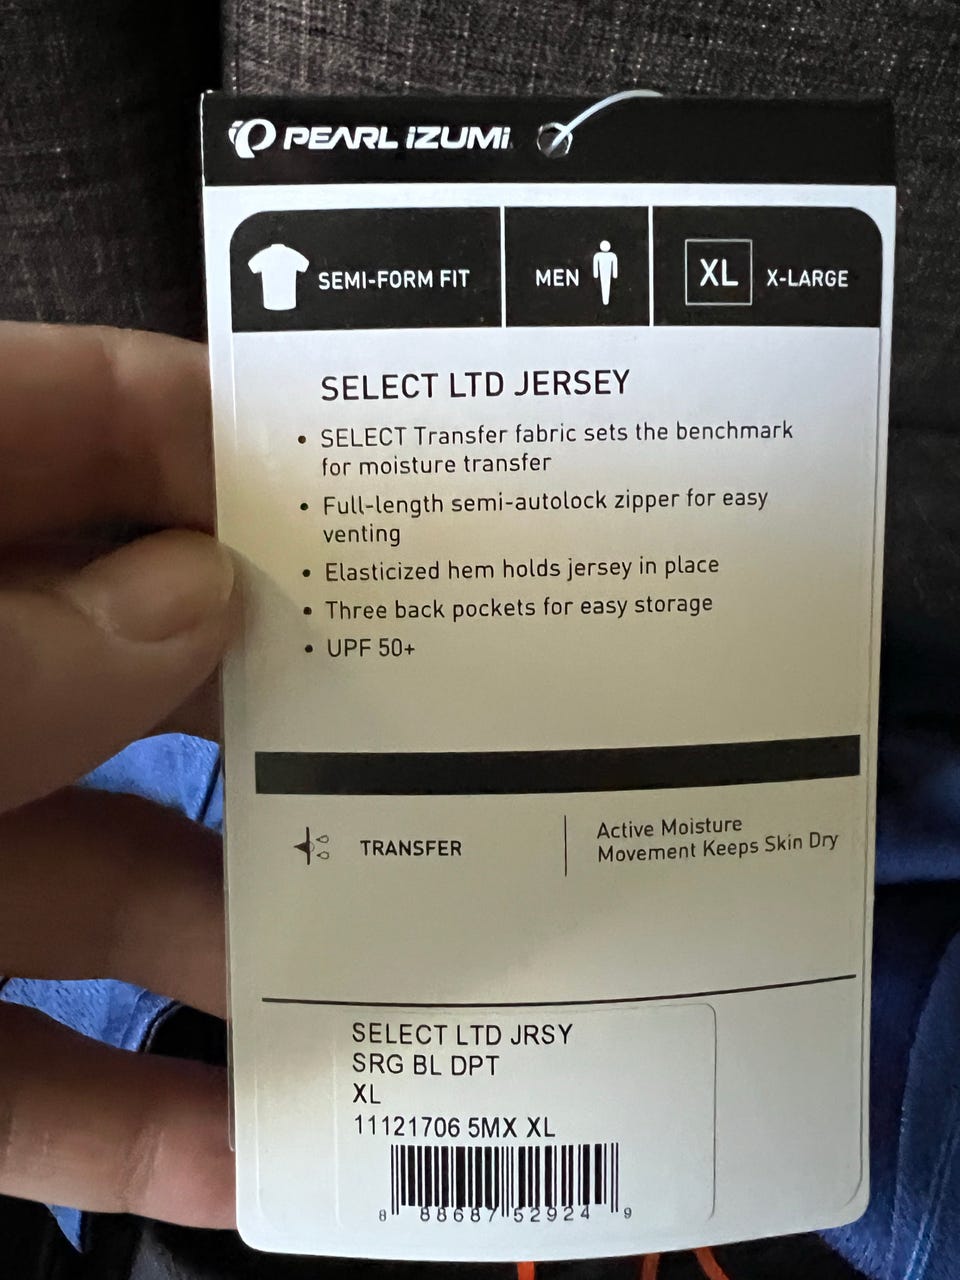 PEARL iZUMi
SEMI-FORM FIT
MEN
XL X-LARGE
SELECT LTD JERSEY
• SELECT Transfer fabric sets the benchmark
for moisture transfer
• Full-length semi-autolock zipper for easy
venting
• Elasticized hem holds jersey in place
• Three back pockets for easy storage
• UPF 50+
TRANSFER
Active Moisture
Movement Keeps Skin Dry
SELECT LTD JRSY
SRG BL DPT
XL
11121706 5MX XL
8 88687 52924 9